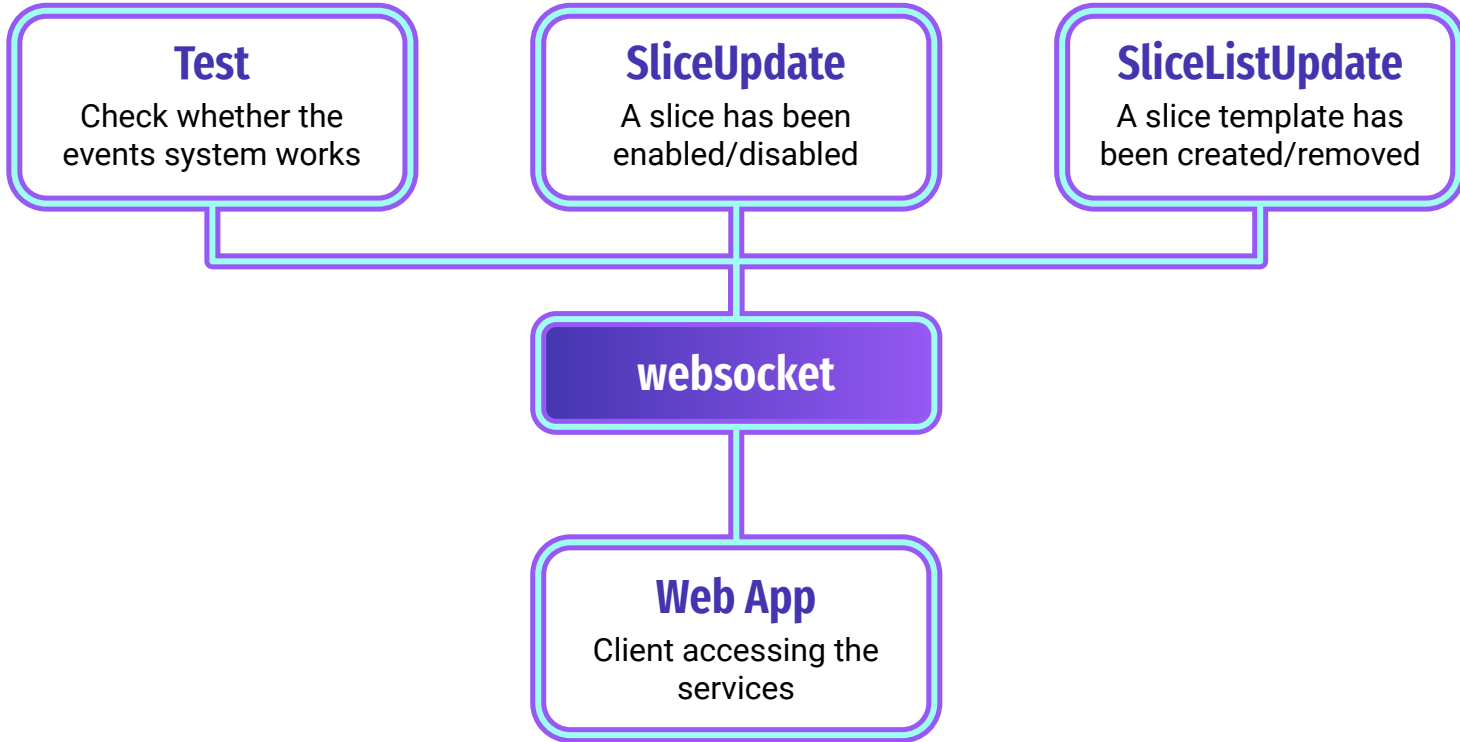 Test
Check whether the
events system works
SliceUpdate
A slice has been
enabled/disabled
SliceListUpdate
A slice template has
been created/removed
websocket
Web App
Client accessing the
services